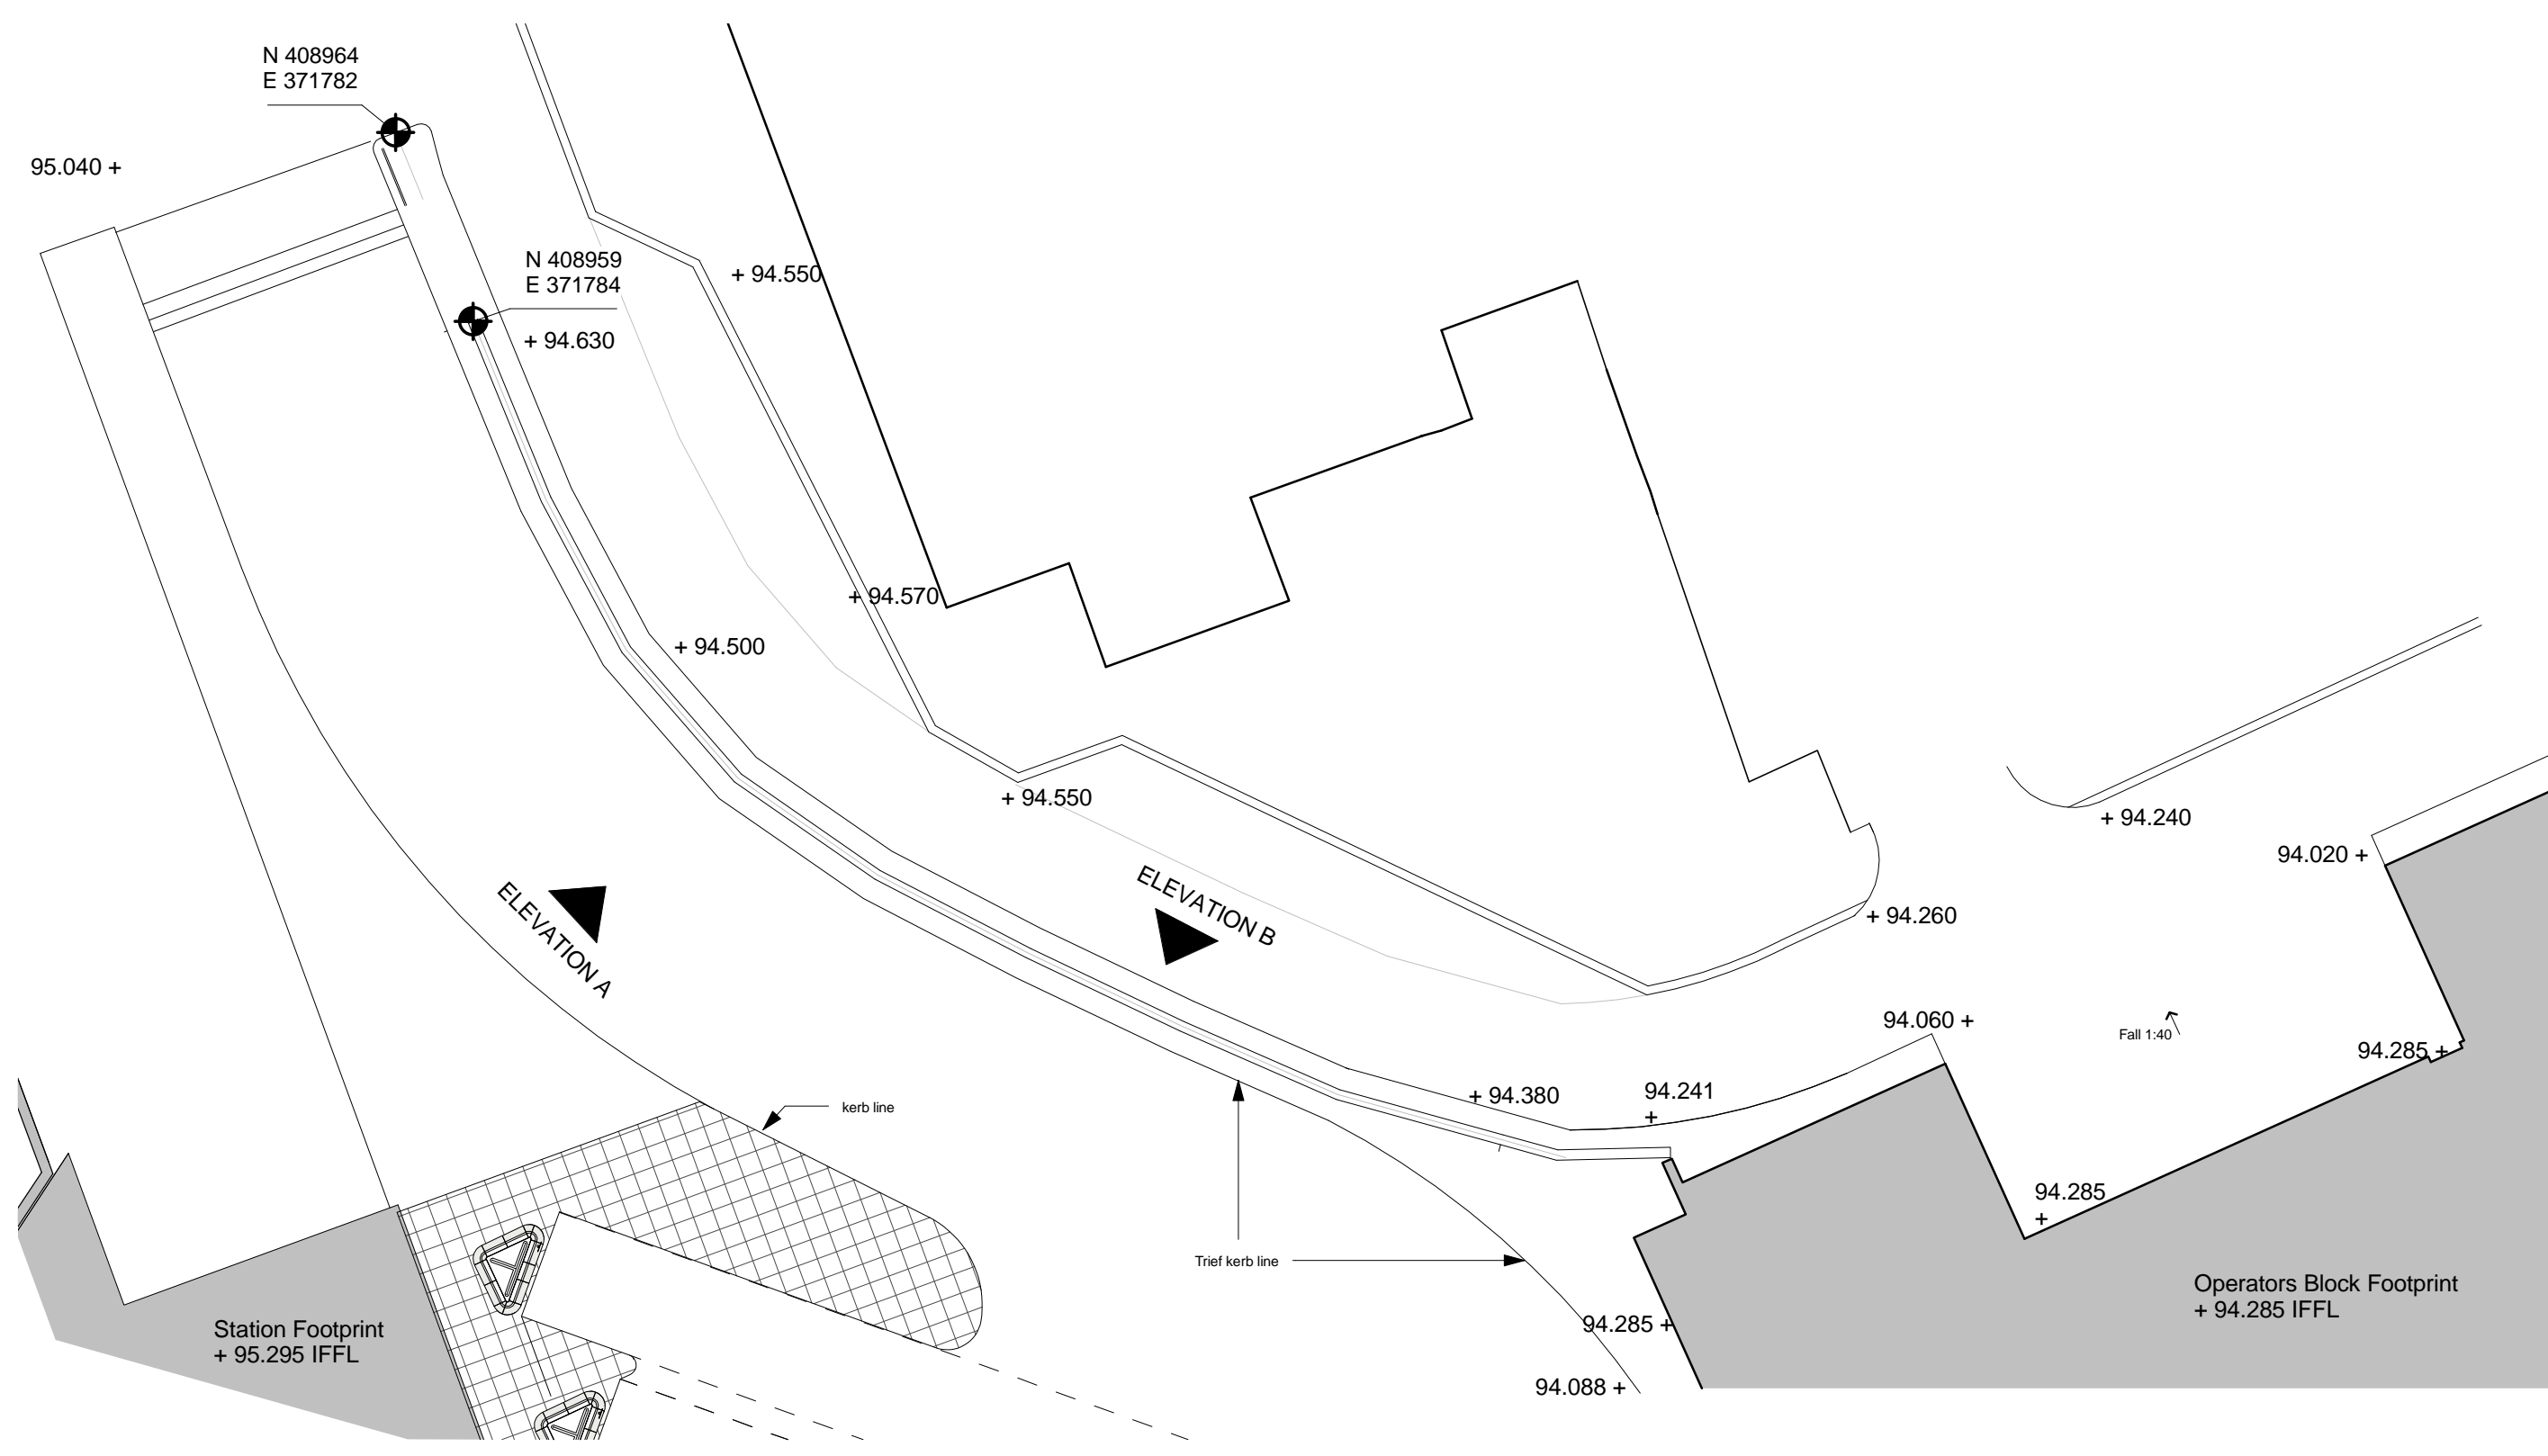 N 408964
E 371782
95.040 +
N 408959
E 371784
+ 94.550
+ 94.630
+ 94.570
+ 94.500
+ 94.550
+ 94.240
94.020 +
ELEVATION A
ELEVATION B
+ 94.260
94.060 +
Fall 1:40
94.285 +
+ 94.380
94.241
+
kerb line
94.285
+
Trief kerb line
Operators Block Footprint
+ 94.285 IFFL
94.285 +
Station Footprint
+ 95.295 IFFL
94.088 +